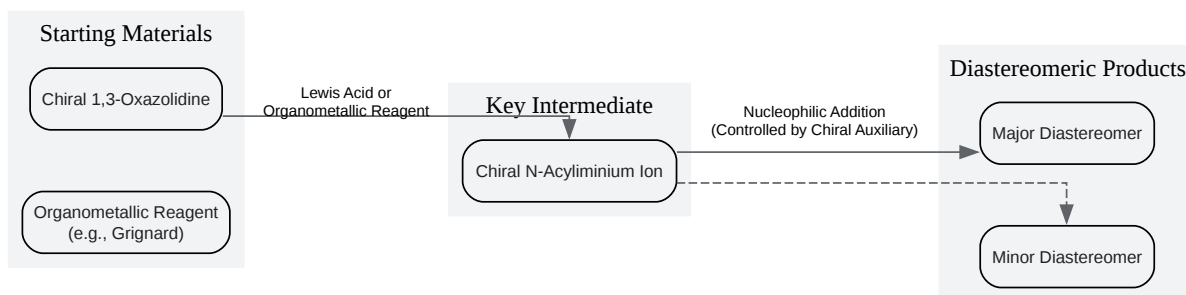 Starting Materials
Chiral 1,3-Oxazolidine
Organometallic Reagent
(e.g., Grignard)
Lewis Acid or
Organometallic Reagent
Key Intermediate
Chiral N-Acyliminium Ion
Nucleophilic Addition
(Controlled by Chiral Auxiliary)
Diastereomeric Products
Major Diastereomer
Minor Diastereomer